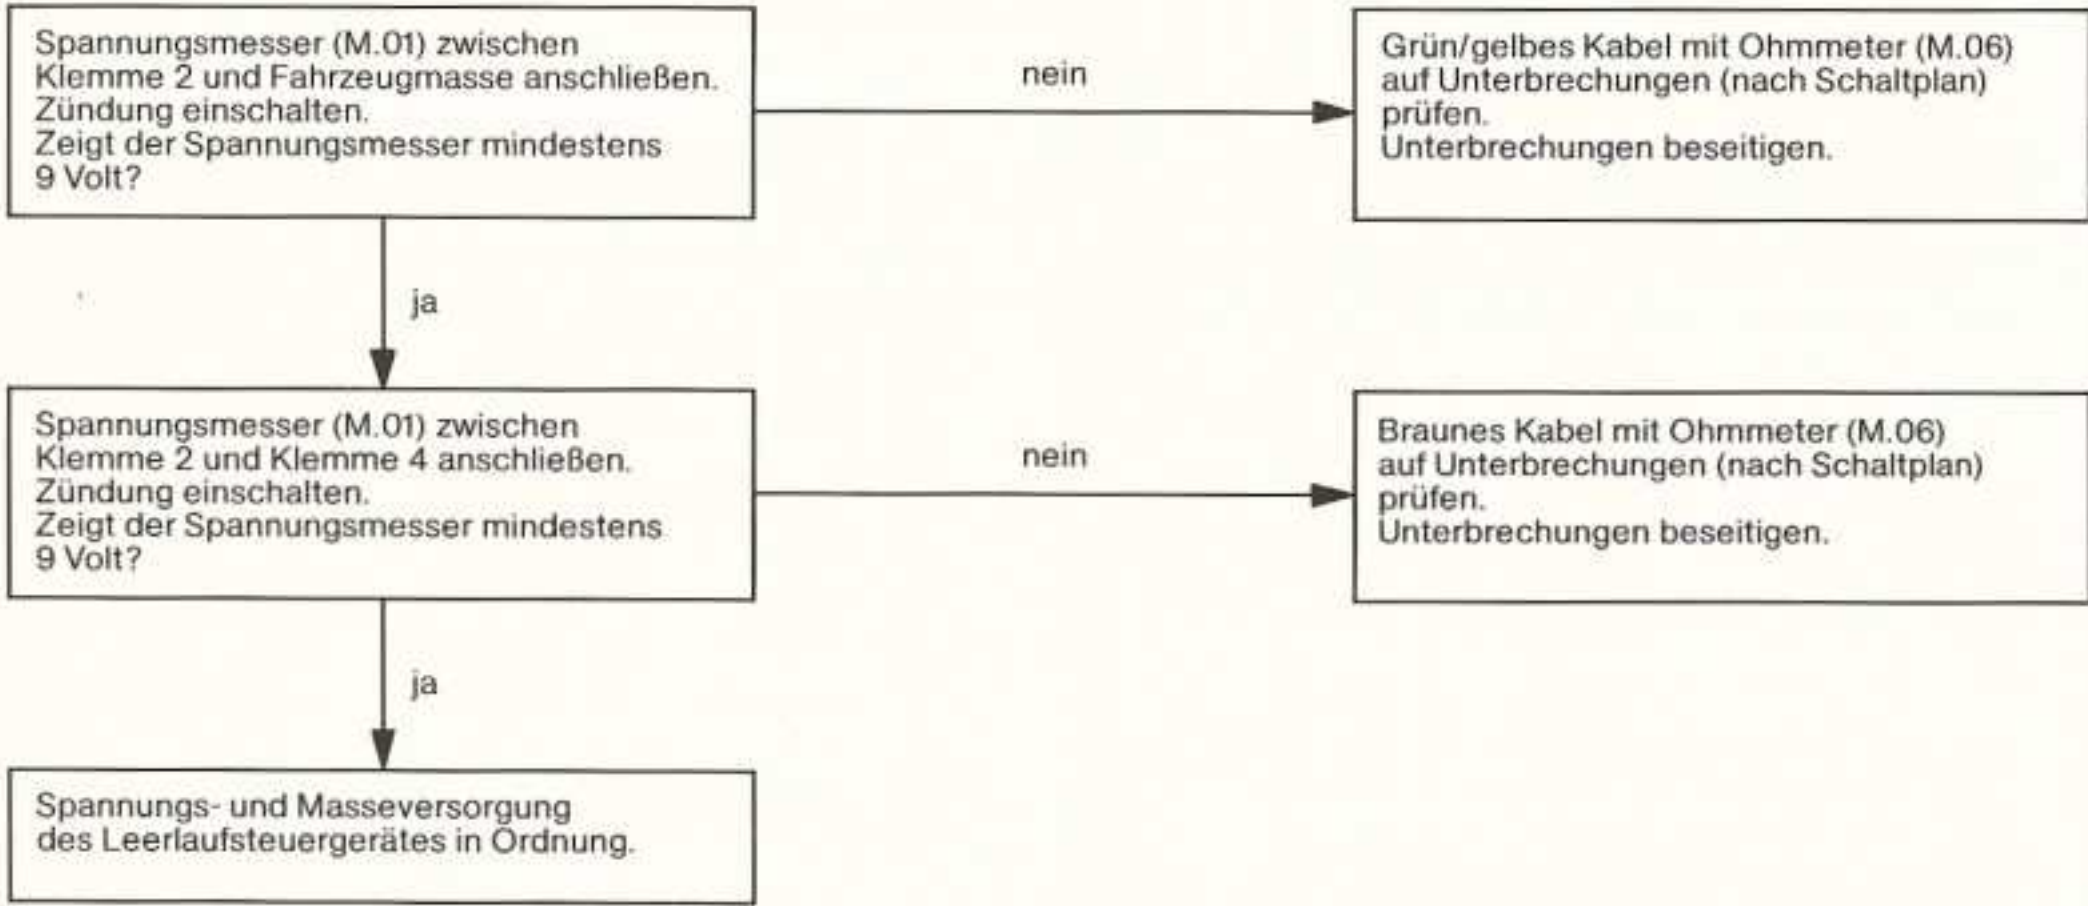 Spannungsmesser (M.01) zwischen
Klemme 2 und Fahrzeugmasse anschließen.
Zündung einschalten.
Zeigt der Spannungsmesser mindestens
9 Volt?
nein
Grün/gelbes Kabel mit Ohmmeter (M.06)
auf Unterbrechungen (nach Schaltplan)
prüfen.
Unterbrechungen beseitigen.
ja
Spannungsmesser (M.01) zwischen
Klemme 2 und Klemme 4 anschließen.
Zündung einschalten.
Zeigt der Spannungsmesser mindestens
9 Volt?
nein
Braunes Kabel mit Ohmmeter (M.06)
auf Unterbrechungen (nach Schaltplan)
prüfen.
Unterbrechungen beseitigen.
ja
Spannungs- und Masseversorgung
des Leerlaufsteuergerätes in Ordnung.